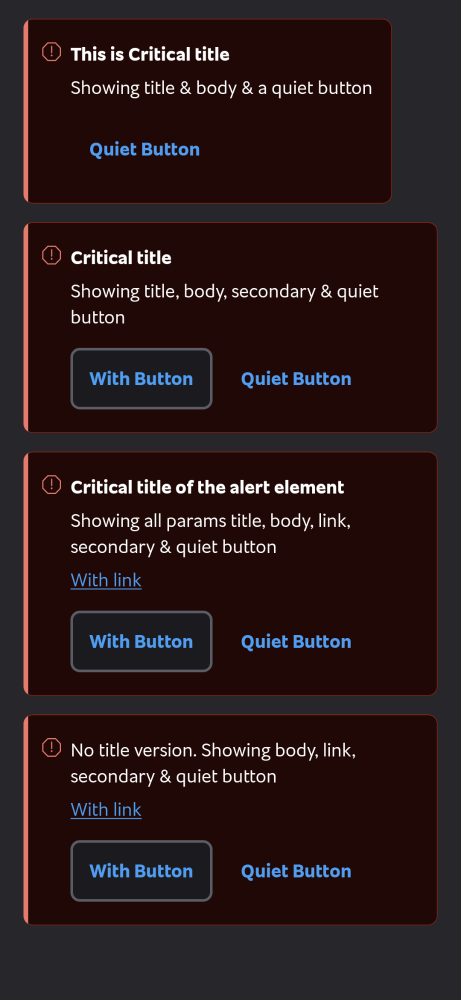 This is Critical title
Showing title & body & a quiet button
Quiet Button
Critical title
Showing title, body, secondary & quiet
button
With Button
Quiet Button
Critical title of the alert element
Showing all params title, body, link,
secondary & quiet button
With link
With Button
Quiet Button
No title version. Showing body, link,
secondary & quiet button
With link
With Button
Quiet Button